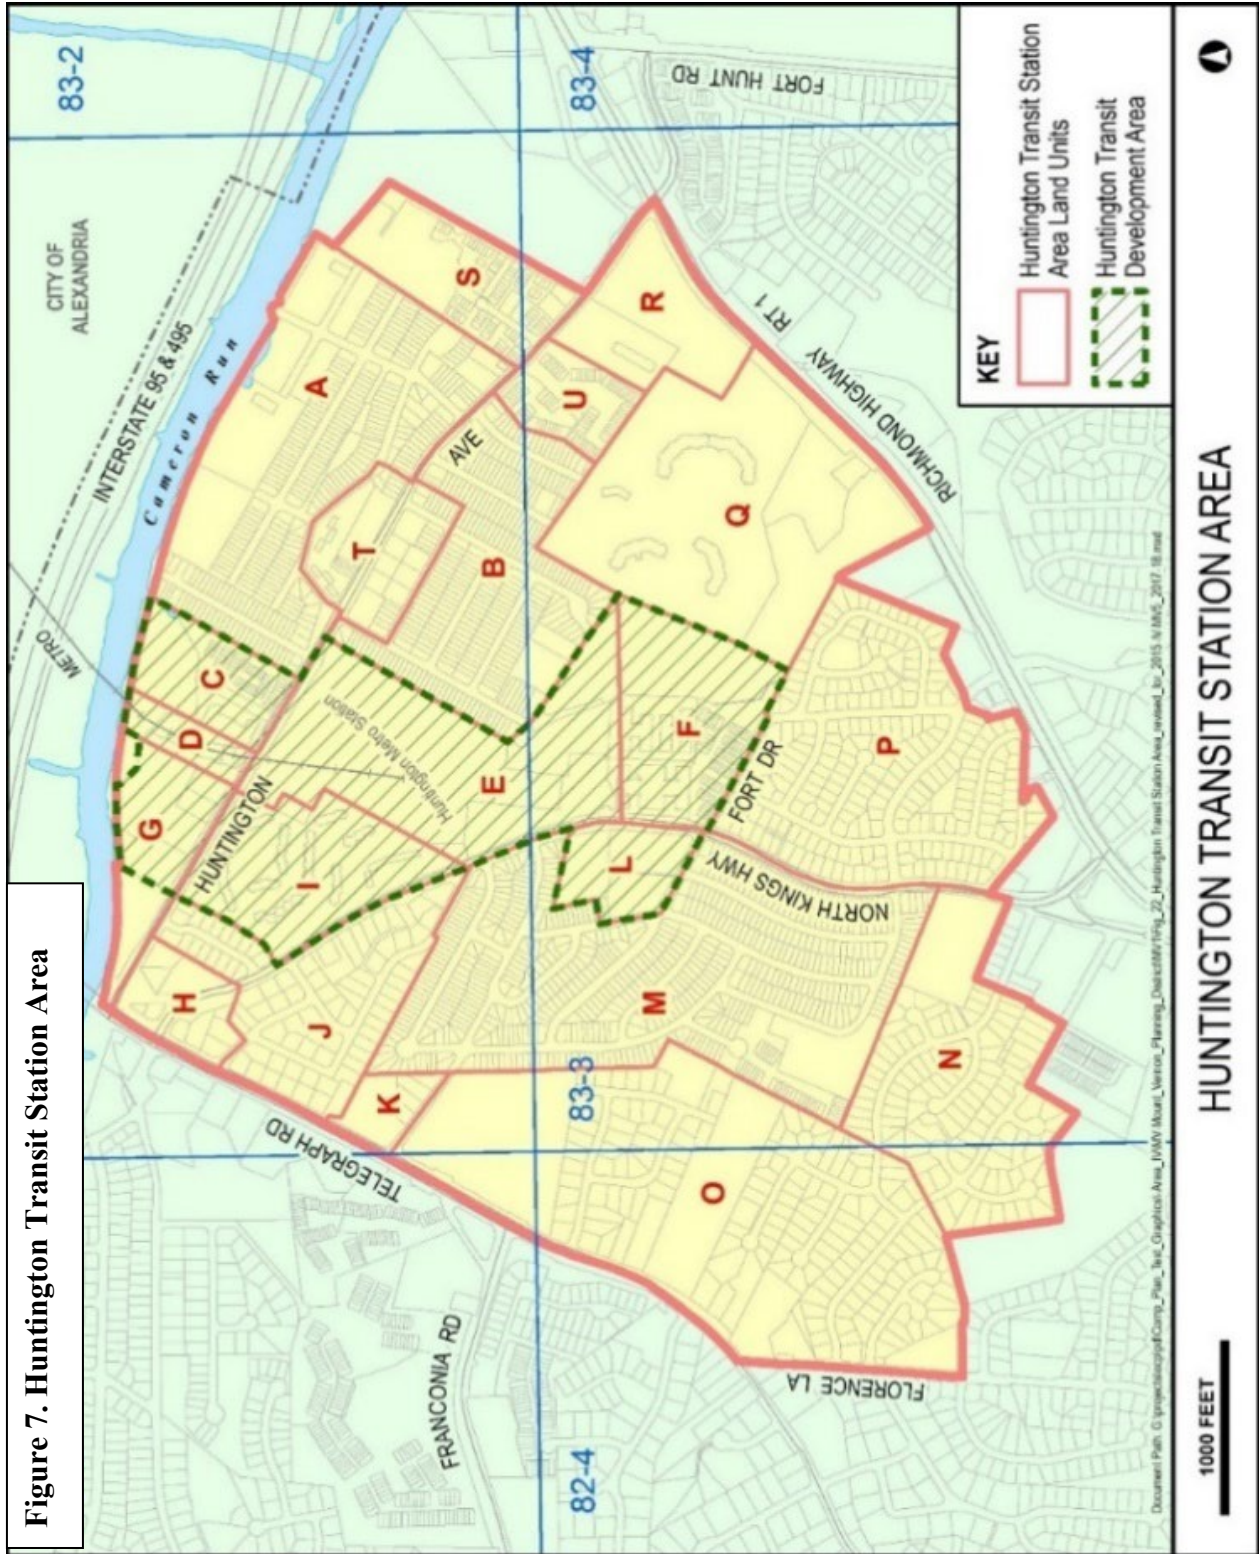 Figure 7. Huntington Transit Station Area
83-2
CITY OF
ALEXANDRIA
INTERSTATE 95 & 495
Cameron Run
METRO
A
S
C
D
G
T
AVE
HUNTINGTON
Huntington Metro Station
H
I
J
K
B
U
R
E
L
F
Q
M
O
P
N
TELEGRAPH RD
FRANCONIA RD
83-3
83-4
82-4
FORT HUNT RD
RT 1
RICHMOND HIGHWAY
FORT DR
NORTH KINGS HWY
FLORENCE LA
KEY
Huntington Transit Station
Area Land Units
Huntington Transit
Development Area
Document Path:
1000 FEET
HUNTINGTON TRANSIT STATION AREA